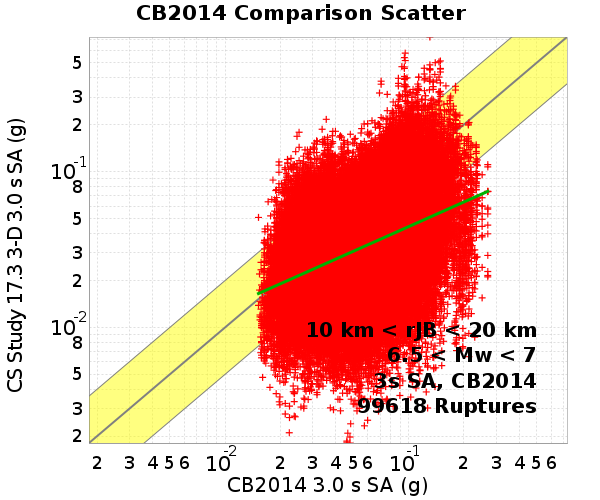 CB2014 Comparison Scatter
CS Study 17.3 3-D 3.0 s SA (g)
5
3
2
10-1
8
5
3
2
10-2
8
5
3
2
10 km < rJB < 20 km
6.5 < Mw < 7
3s SA, CB2014
99618 Ruptures
2 3 4 5 6 10-2 2 3 4 5 6 10-1 2 3 4 5 6
CB2014 3.0 s SA (g)